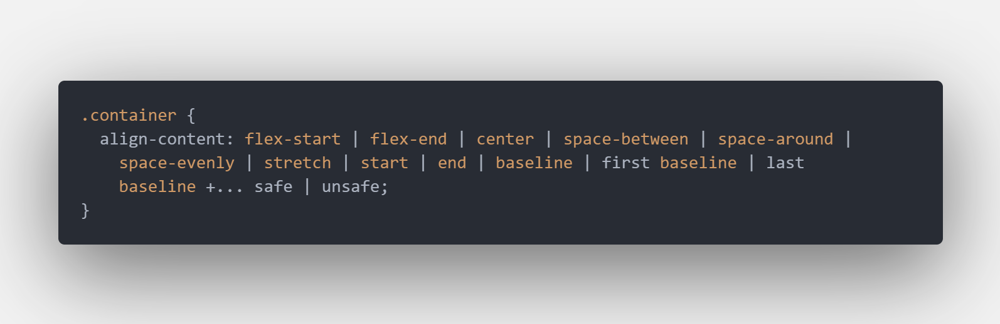 .container {
  align-content: flex-start | flex-end | center | space-between | space-around |
    space-evenly | stretch | start | end | baseline | first baseline | last
    baseline +... safe | unsafe;
}